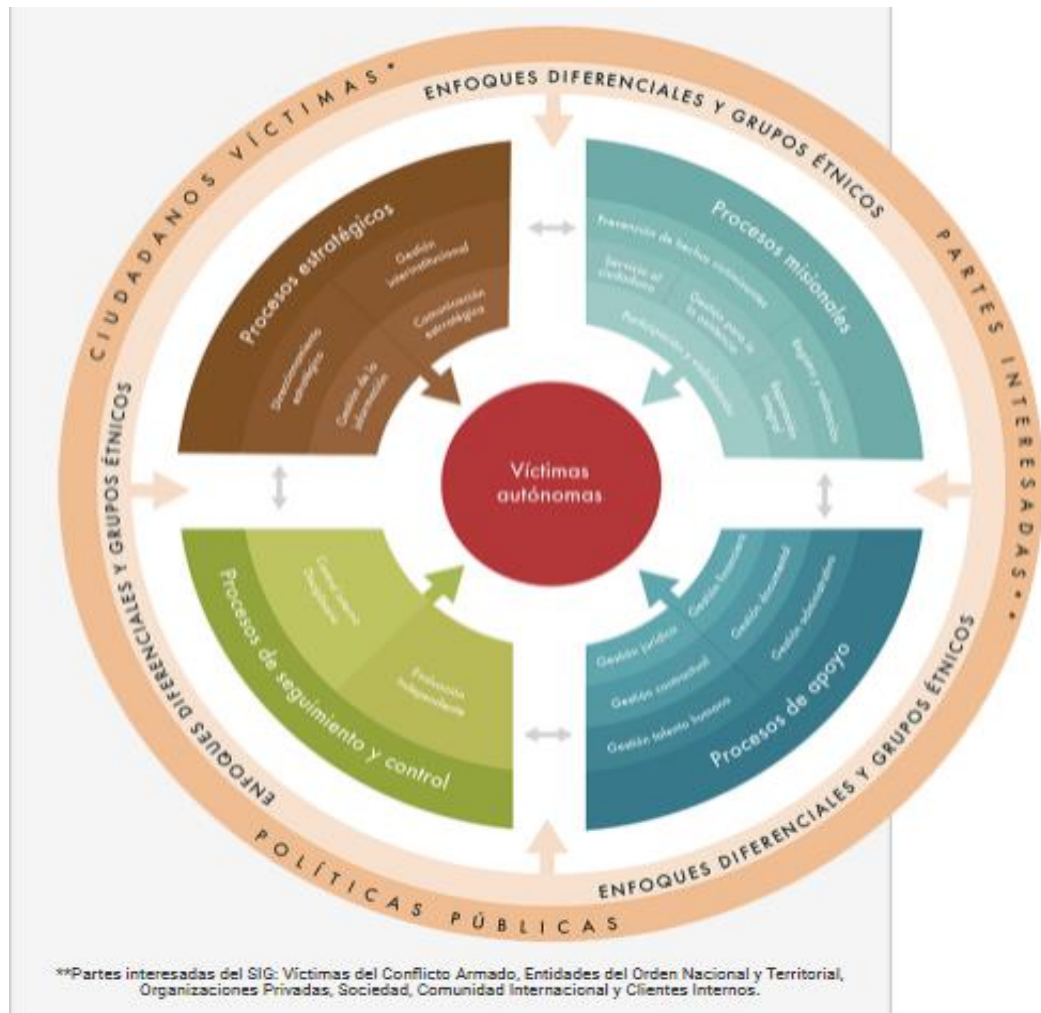 CIUDADANOS VÍCTIMAS*
ENFOQUES DIFERENCIALES Y GRUPOS ÉTNICOS
PARTES INTERESADAS**
Procesos estratégicos
Gestión
interinstitucional
Direccionamiento
estratégico
Comunicación
estratégica
Gestión de la
información
Procesos misionales
Prevención de hechos victimizantes
Servicio al
ciudadano
Gestión para la
la asistencia
Participación y visibilización
Registro y valoración
Reparación
integral
Víctimas
autónomas
ENFOQUES DIFERENCIALES Y GRUPOS ÉTNICOS
Procesos de seguimiento y control
Control Interno
Disciplinario
Evaluación
Independiente
Procesos de apoyo
Gestión financiera
Gestión documental
Gestión administrativa
Gestión jurídica
Gestión contractual
Gestión talento humano
ENFOQUES DIFERENCIALES Y GRUPOS ÉTNICOS
POLÍTICAS PÚBLICAS
**Partes interesadas del SIG: Víctimas del Conflicto Armado, Entidades del Orden Nacional y Territorial,
Organizaciones Privadas, Sociedad, Comunidad Internacional y Clientes Internos.